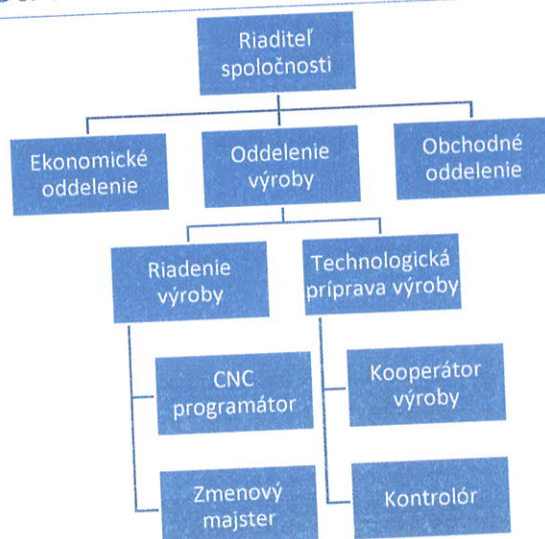 Riaditeľ
spoločnosti
Ekonomické
oddelenie
Oddelenie
výroby
Obchodné
oddelenie
Riadenie
výroby
Technologická
príprava výroby
CNC
programátor
Kooperátor
výroby
Zmenový
majster
Kontrolór